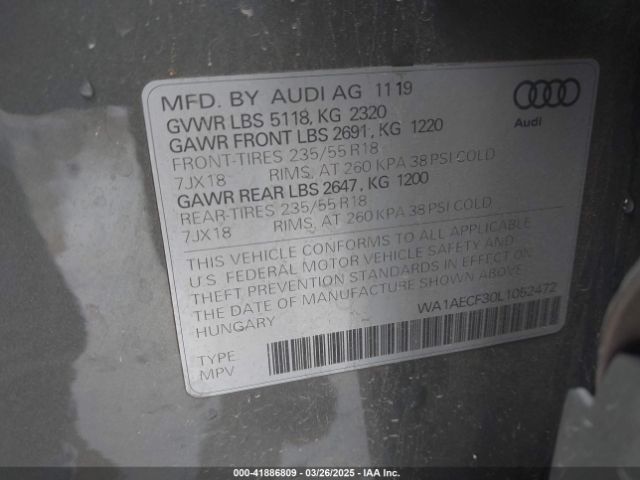 MFD. BY AUDI AG 11 19
GVWR LBS 5118, KG 2320
GAWR FRONT LBS 2691, KG 1220
FRONT-TIRES 235/55 R18
7JX18 RIMS, AT 260 KPA 38 PSI COLD
GAWR REAR LBS 2647, KG 1200
REAR-TIRES 235/55 R18
7JX18 RIMS, AT 260 KPA 38 PSI COLD
Audi
THIS VEHICLE CONFORMS TO ALL APPLICABLE
U.S. FEDERAL MOTOR VEHICLE SAFETY AND
THEFT PREVENTION STANDARDS IN EFFECT ON
THE DATE OF MANUFACTURE SHOWN ABOVE.
HUNGARY
WA1AECF30L1052472
TYPE
MPV
000-41886809 — 03/26/2025 — IAA Inc.